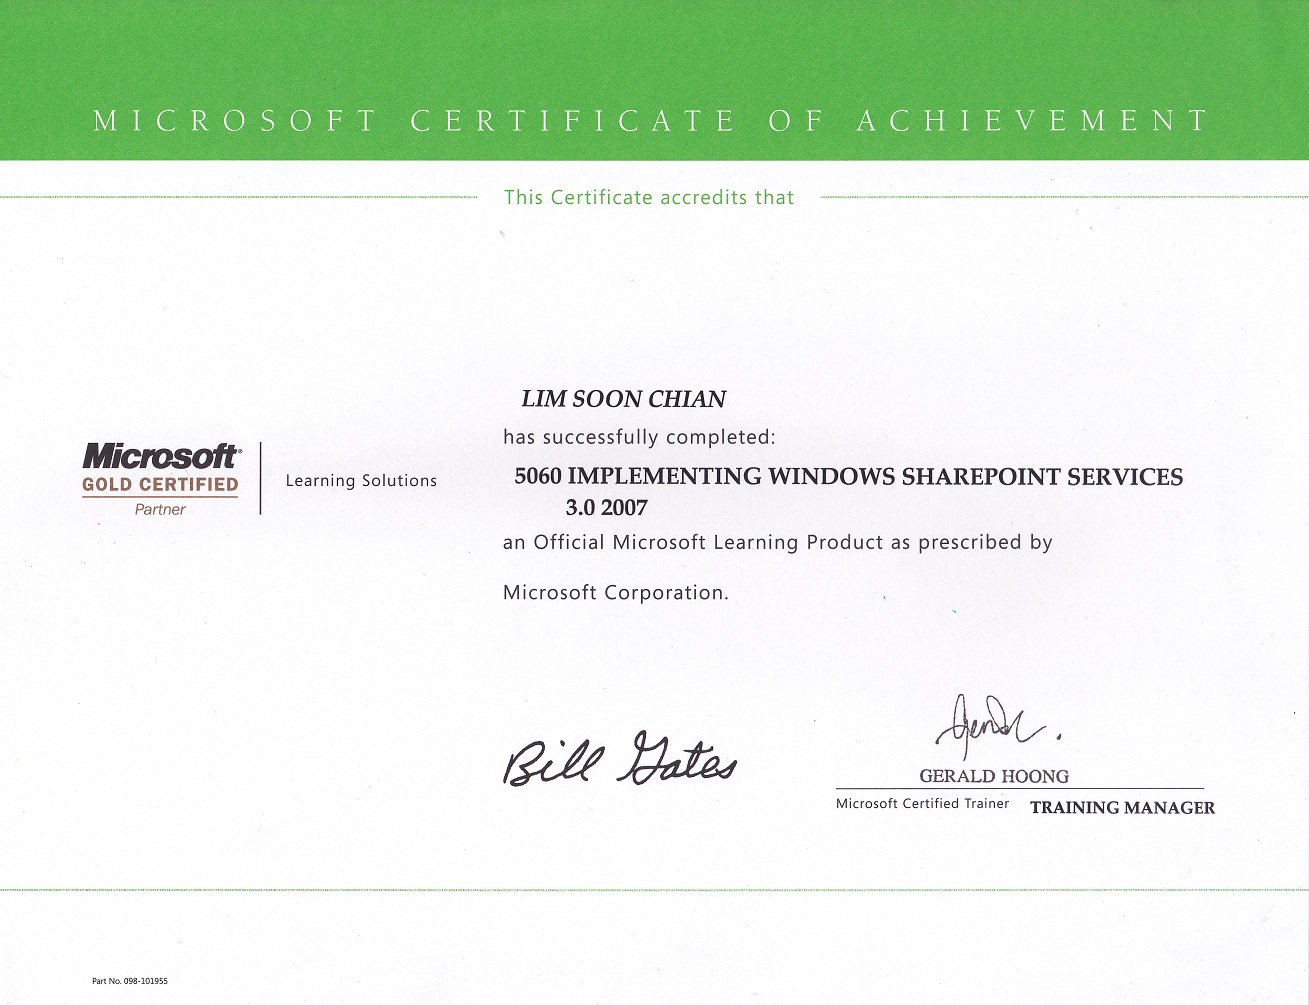 MICROSOFT CERTIFICATE OF ACHIEVEMENT
This Certificate accredits that
LIM SOON CHIAN
has successfully completed:
Microsoft®
GOLD CERTIFIED
Partner
Learning Solutions
5060 IMPLEMENTING WINDOWS SHAREPOINT SERVICES
3.0 2007
an Official Microsoft Learning Product as prescribed by
Microsoft Corporation.
Bill Gates
GERALD HOONG
Microsoft Certified Trainer TRAINING MANAGER
Part No. 098-101955